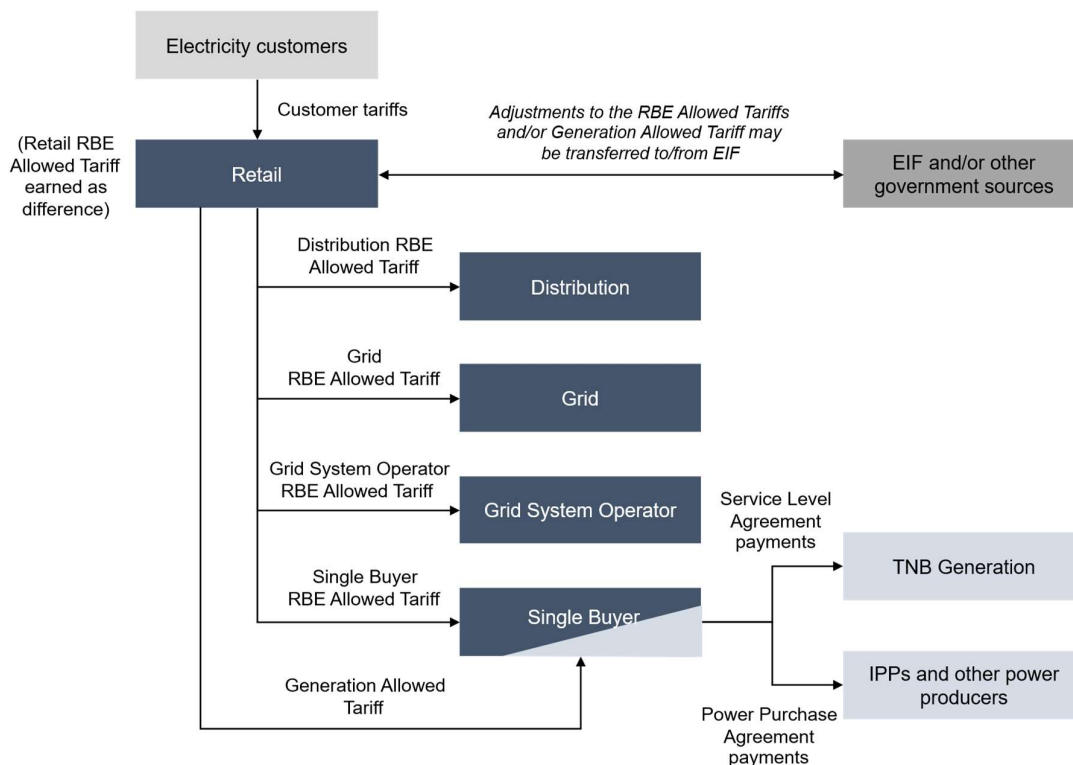 Electricity customers
Customer tariffs
Adjustments to the RBE Allowed Tariffs
and/or Generation Allowed Tariff may
be transferred to/from EIF
(Retail RBE
Allowed Tariff
earned as
difference)
Retail
EIF and/or other
government sources
Distribution RBE
Allowed Tariff
Distribution
Grid
RBE Allowed Tariff
Grid
Grid System Operator
RBE Allowed Tariff
Grid System Operator
Service Level
Agreement
payments
TNB Generation
Single Buyer
RBE Allowed Tariff
Single Buyer
Generation Allowed
Tariff
IPPs and other power
producers
Power Purchase
Agreement
payments